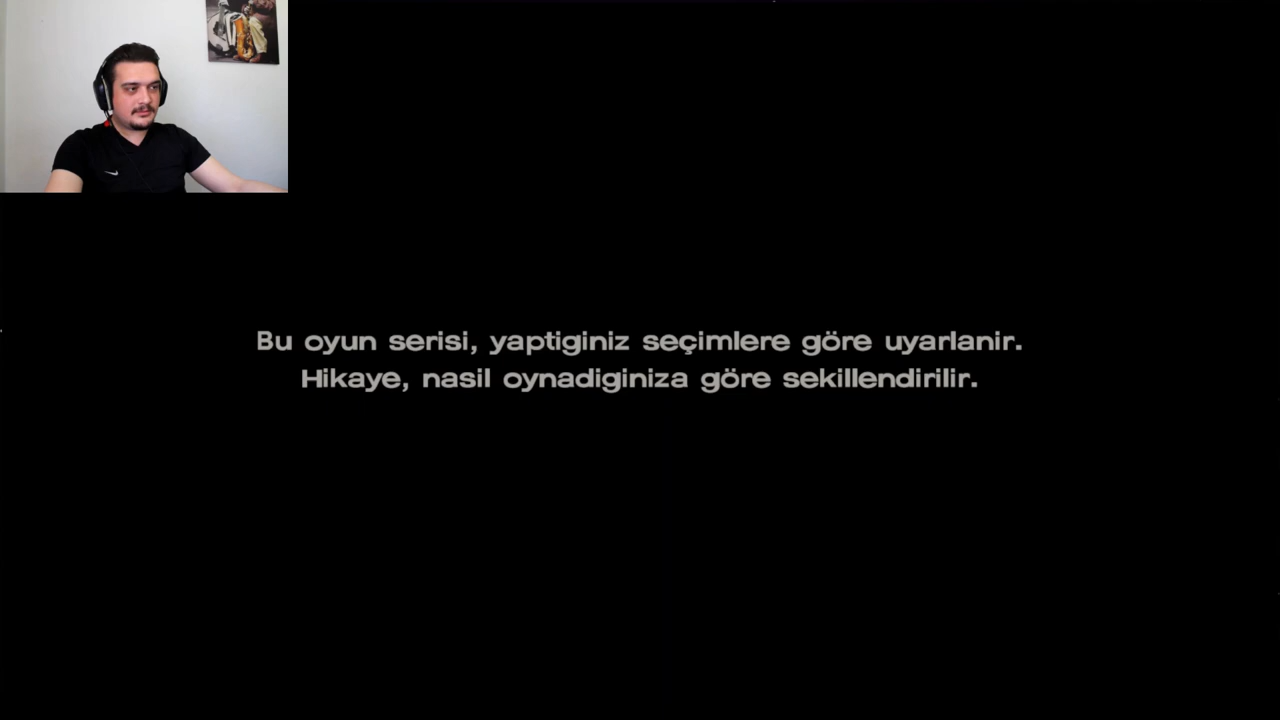 Bu oyun serisi, yaptiginiz seçimlere göre uyarlanir.
Hikaye, nasil oynadiginiza göre sekillendirilir.